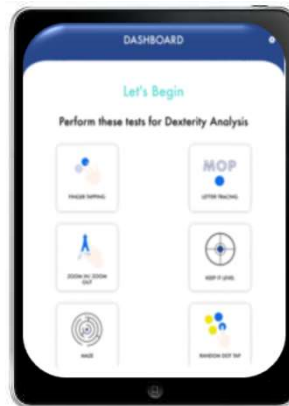 DASHBOARD
Let's Begin
Perform these tests for Dexterity Analysis
MOP
FINGER TAPPING
LETTER TRACING
ZOOM IN/ ZOOM
OUT
KEEP IT LEVEL
MAZE
RANDOM DOT TAP